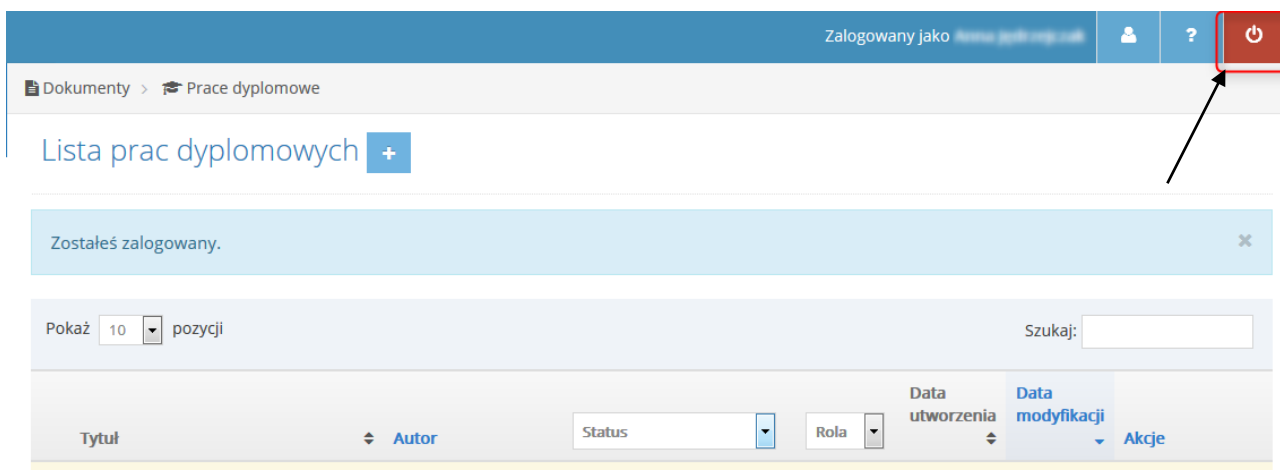 Zalogowany jako
?
Dokumenty > Prace dyplomowe
Lista prac dyplomowych +
Zostałeś zalogowany. ×
Pokaż 10 pozycji Szukaj:
Tytuł Autor Status Rola Data utworzenia Data modyfikacji Akcje